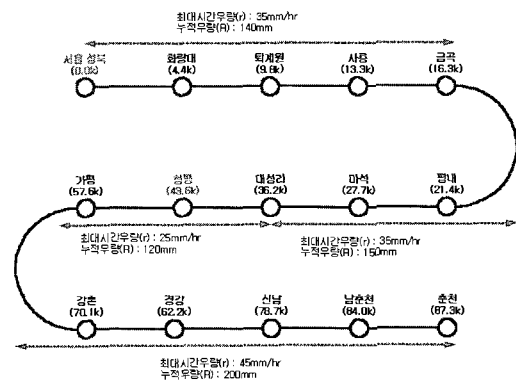 최대시간우량(r) : 35mm/hr
누적우량(R) : 140mm
서울 성북 화랑대 퇴계원 사릉 금곡
(0.0k) (4.4k) (9.8k) (13.3k) (16.3k)
가평 청평 대성리 마석 평내
(57.6k) (43.6k) (36.2k) (27.7k) (21.4k)
최대시간우량(r) : 25mm/hr 최대시간우량(r) : 35mm/hr
누적우량(R) : 120mm 누적우량(R) : 150mm
강촌 경강 신남 남춘천 춘천
(70.1k) (62.2k) (78.7k) (84.0k) (87.3k)
최대시간우량(r) : 45mm/hr
누적우량(R) : 200mm